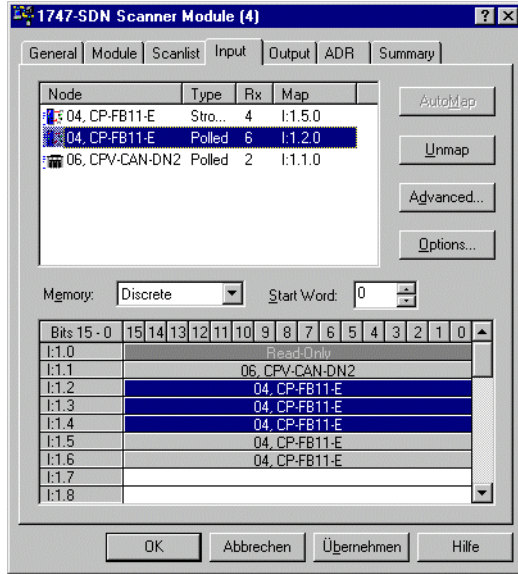 1747-SDN Scanner Module (4)
General Module Scanlist Input Output ADR Summary
Node Type Rx Map
04, CP-FB11-E Stro... 4 I:1.5.0
04, CP-FB11-E Polled 6 I:1.2.0
06, CPV-CAN-DN2 Polled 2 I:1.1.0
AutoMap
Unmap
Advanced...
Options...
Memory: Discrete Start Word: 0
Bits 15 - 0 15 14 13 12 11 10 9 8 7 6 5 4 3 2 1 0
I:1.0 Read-Only
I:1.1 06, CPV-CAN-DN2
I:1.2 04, CP-FB11-E
I:1.3 04, CP-FB11-E
I:1.4 04, CP-FB11-E
I:1.5 04, CP-FB11-E
I:1.6 04, CP-FB11-E
I:1.7
I:1.8
OK Abbrechen Übernehmen Hilfe